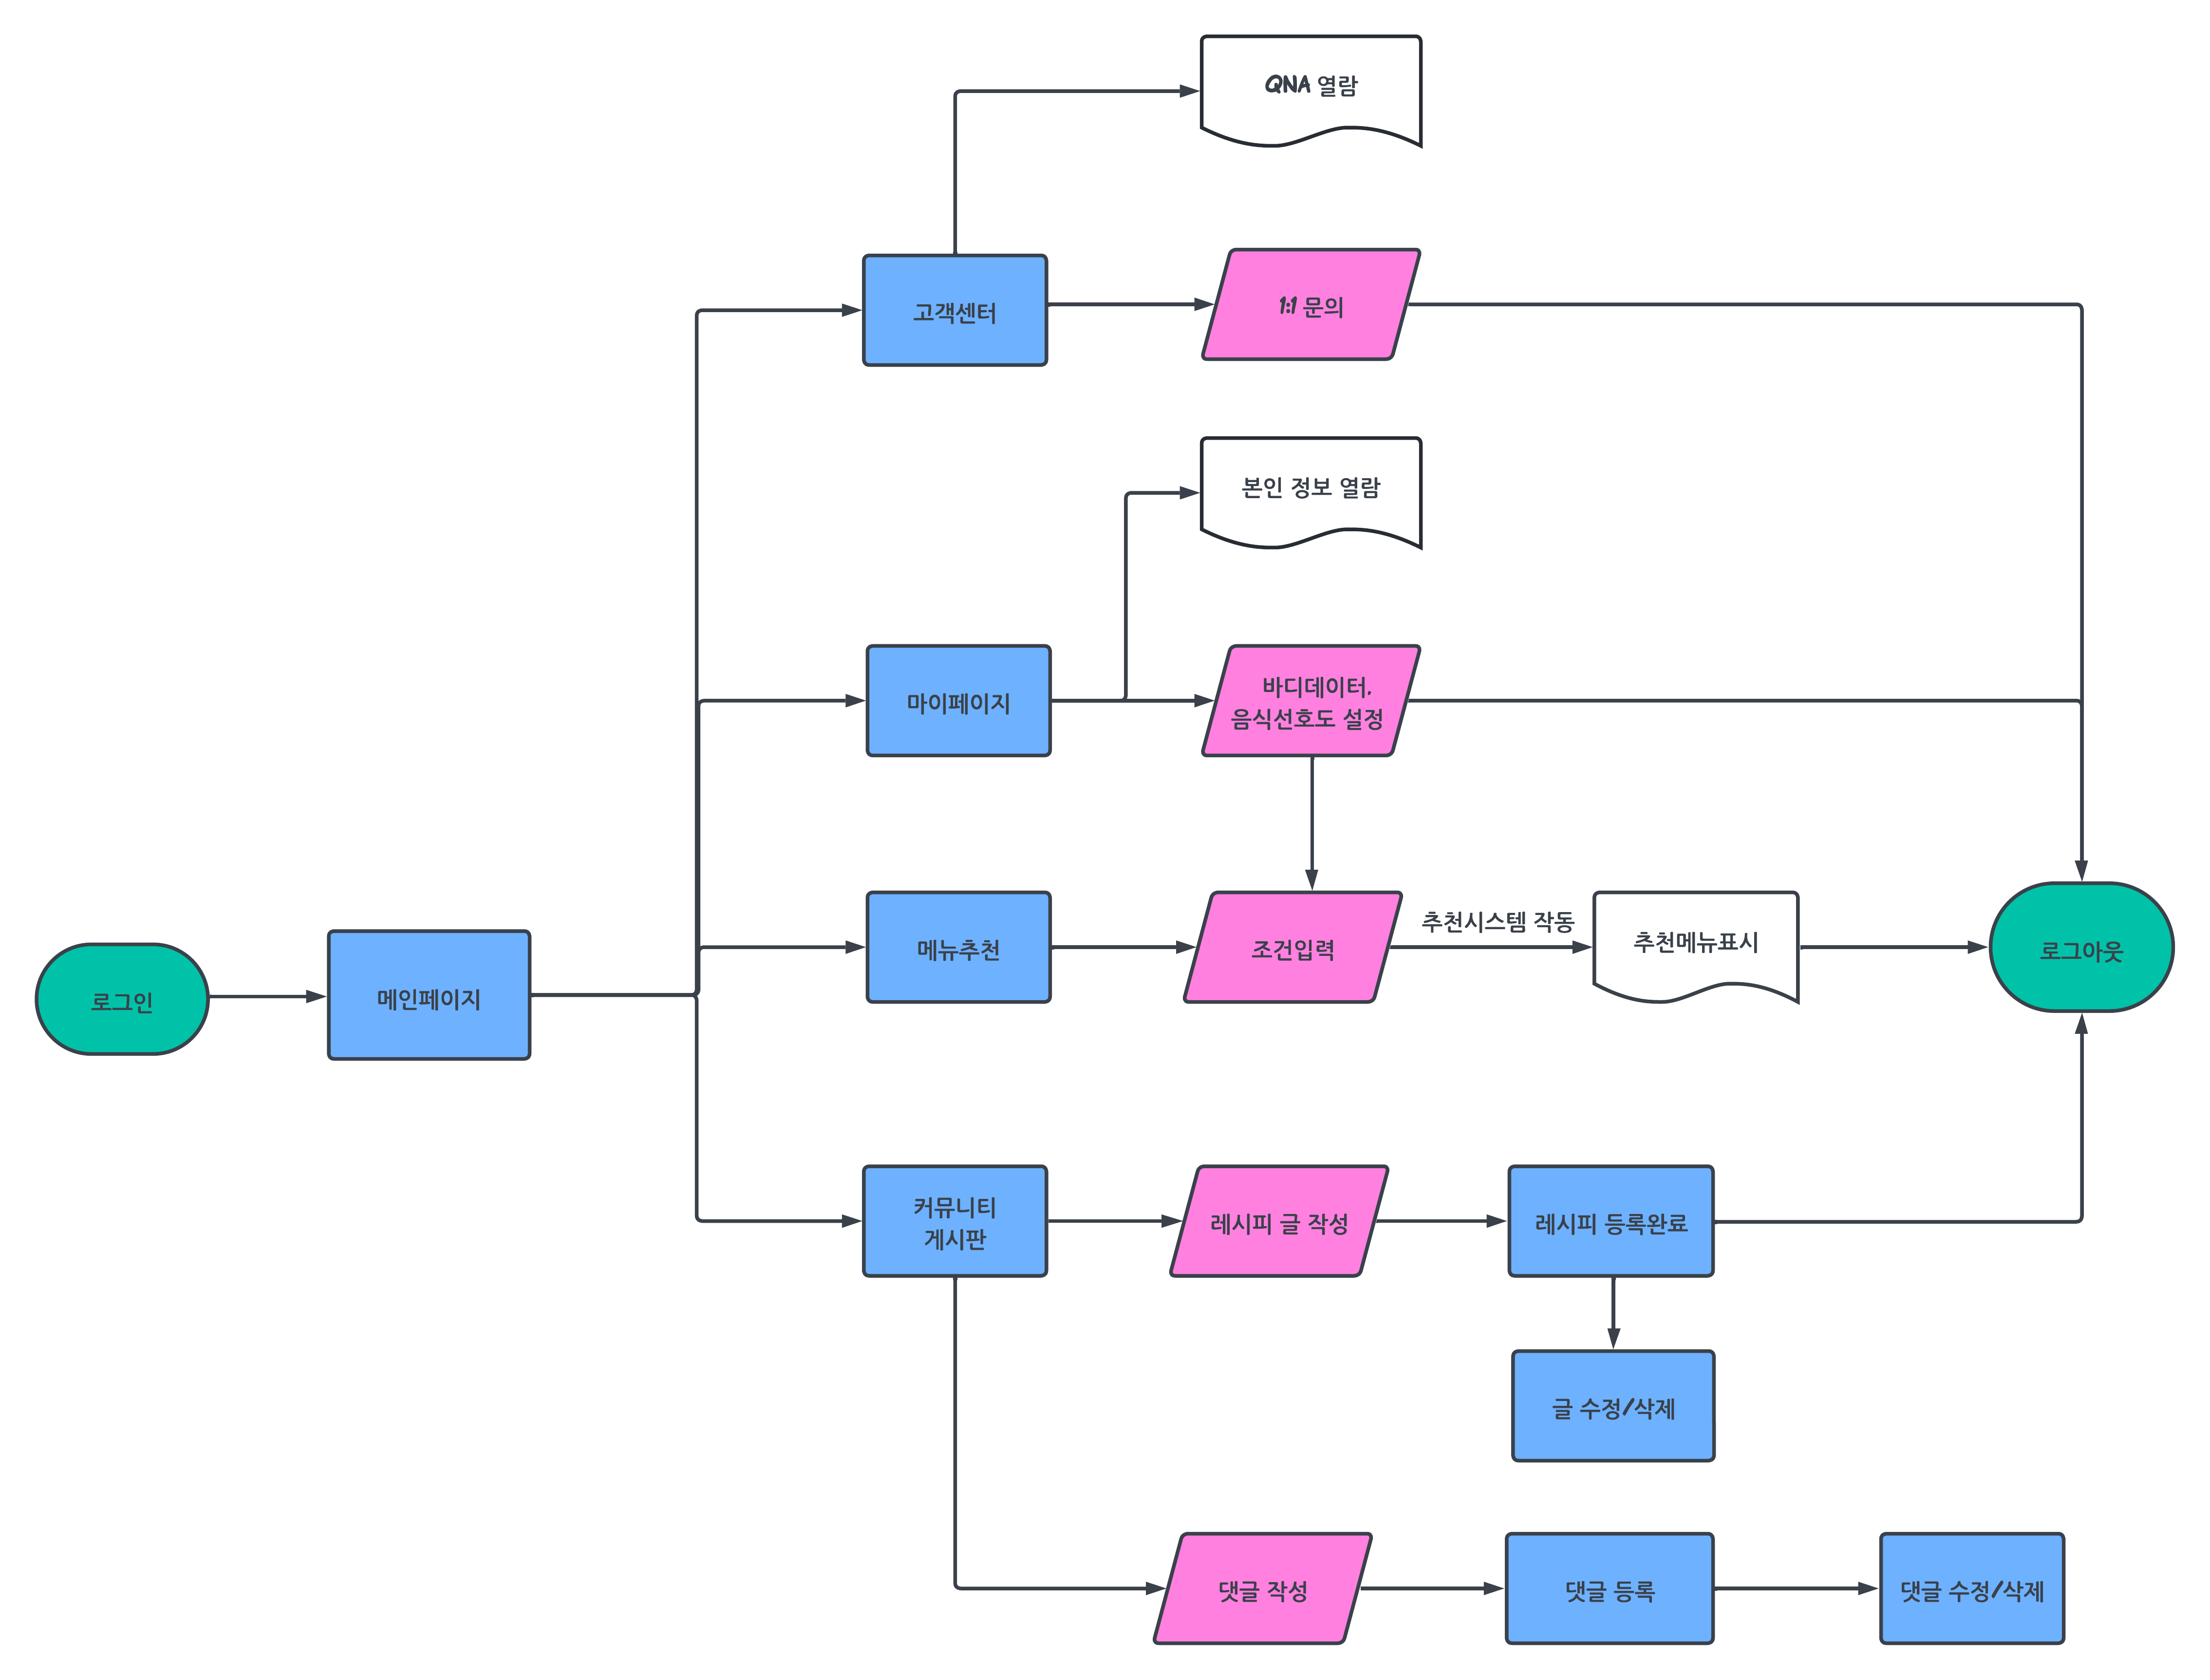 QNA 열람
고객센터
1:1 문의
본인 정보 열람
마이페이지
바디데이터,
음식선호도 설정
로그인
메인페이지
메뉴추천
조건입력
추천시스템 작동
추천메뉴표시
로그아웃
커뮤니티
게시판
레시피 글 작성
레시피 등록완료
글 수정/삭제
댓글 작성
댓글 등록
댓글 수정/삭제